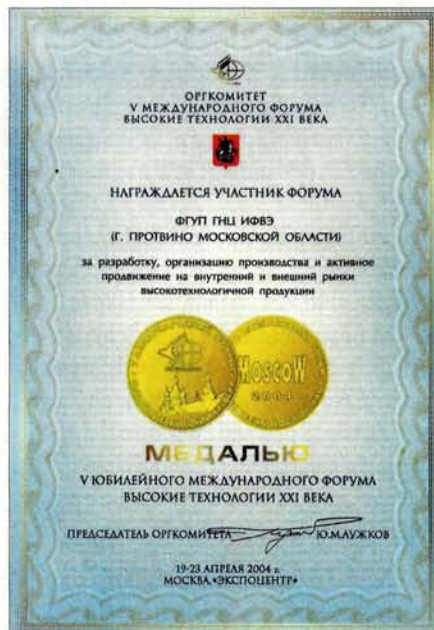 ОРГКОМИТЕТ
V МЕЖДУНАРОДНОГО ФОРУМА
ВЫСОКИЕ ТЕХНОЛОГИИ XXI ВЕКА
НАГРАЖДАЕТСЯ УЧАСТНИК ФОРУМА
ФГУП ГНЦ ИФВЭ
(Г. ПРОТВИНО МОСКОВСКОЙ ОБЛАСТИ)
за разработку, организацию производства и активное
продвижение на внутренний и внешний рынки
высокотехнологичной продукции
MOSCOW
2004
МЕДАЛЬЮ
V ЮБИЛЕЙНОГО МЕЖДУНАРОДНОГО ФОРУМА
ВЫСОКИЕ ТЕХНОЛОГИИ XXI ВЕКА
ПРЕДСЕДАТЕЛЬ ОРГКОМИТЕТА Ю.М.ЛУЖКОВ
19-23 АПРЕЛЯ 2004 г.
МОСКВА, «ЭКСПОЦЕНТР»